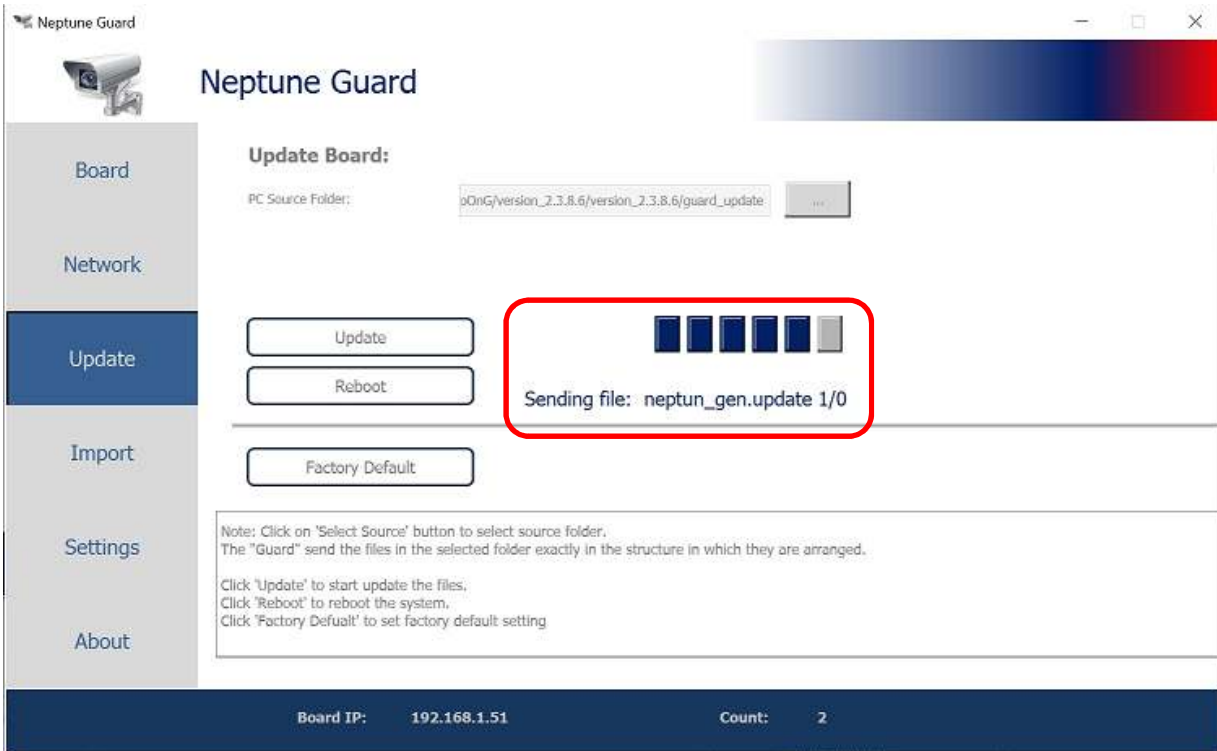 Neptune Guard
Neptune Guard
Board
Network
Update
Import
Settings
About
Update Board:
PC Source Folder:
oOnG/version_2.3.8.6/version_2.3.8.6/guard_update
...
Update
Reboot
Sending file: neptun_gen.update 1/0
Factory Default
Note: Click on 'Select Source' button to select source folder.
The "Guard" send the files in the selected folder exactly in the structure in which they are arranged.
Click 'Update' to start update the files.
Click 'Reboot' to reboot the system.
Click 'Factory Defualt' to set factory default setting
Board IP: 192.168.1.51 Count: 2